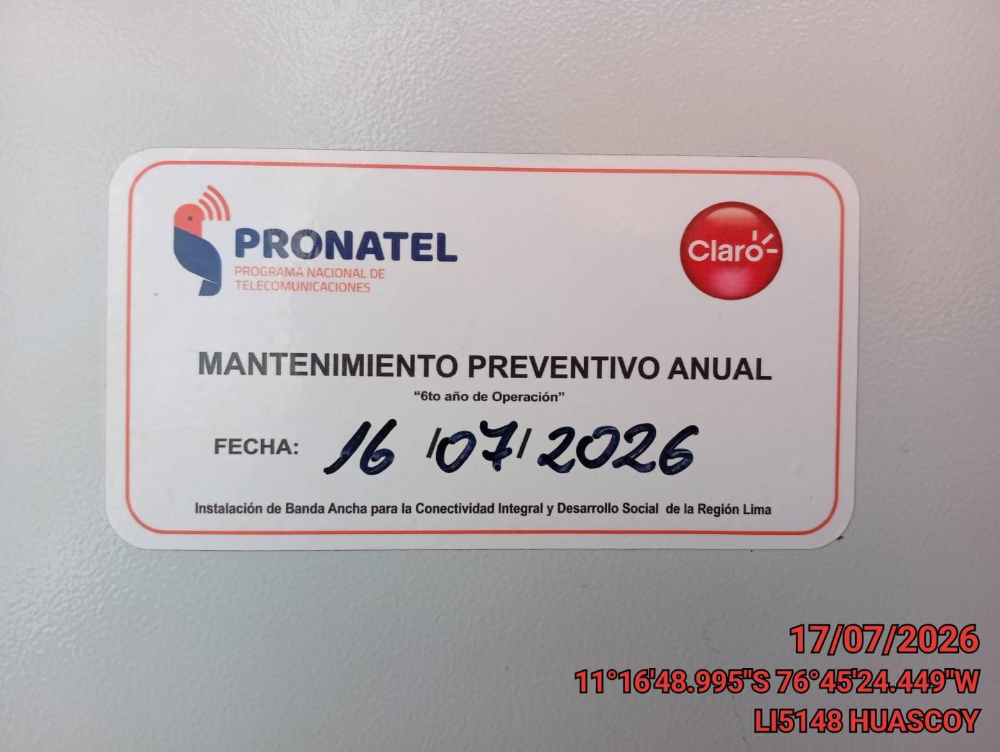 PRONATEL
PROGRAMA NACIONAL DE
TELECOMUNICACIONES
Claro
MANTENIMIENTO PREVENTIVO ANUAL
“6to año de Operación”
FECHA: 16 /07/ 2026
Instalación de Banda Ancha para la Conectividad Integral y Desarrollo Social de la Región Lima
17/07/2026
11°16'48.995"S 76°45'24.449"W
LI5148 HUASCOY